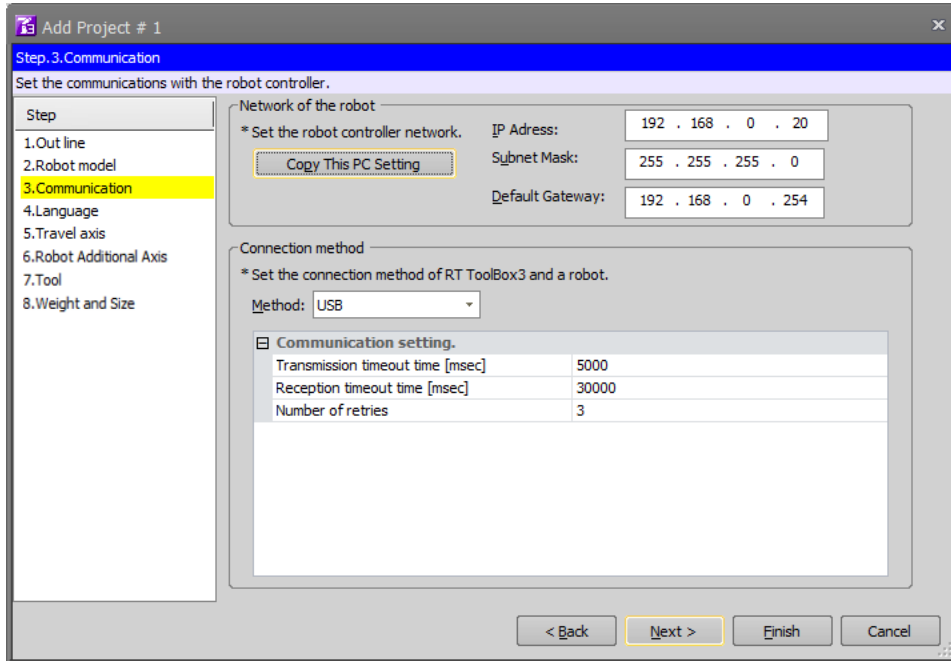 Add Project # 1
Step.3.Communication
Set the communications with the robot controller.
Step
1.Out line
2.Robot model
3.Communication
4.Language
5.Travel axis
6.Robot Additional Axis
7.Tool
8.Weight and Size
Network of the robot
* Set the robot controller network.
Copy This PC Setting
IP Adress: 192 . 168 . 0 . 20
Subnet Mask: 255 . 255 . 255 . 0
Default Gateway: 192 . 168 . 0 . 254
Connection method
* Set the connection method of RT ToolBox3 and a robot.
Method: USB
Communication setting.
Transmission timeout time [msec] 5000
Reception timeout time [msec] 30000
Number of retries 3
< Back Next > Finish Cancel